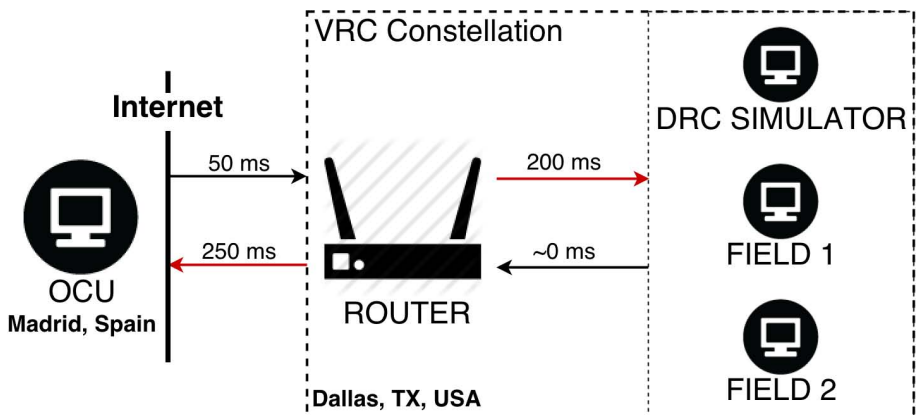 VRC Constellation
Internet
DRC SIMULATOR
50 ms
200 ms
250 ms
~0 ms
OCU
Madrid, Spain
ROUTER
FIELD 1
FIELD 2
Dallas, TX, USA